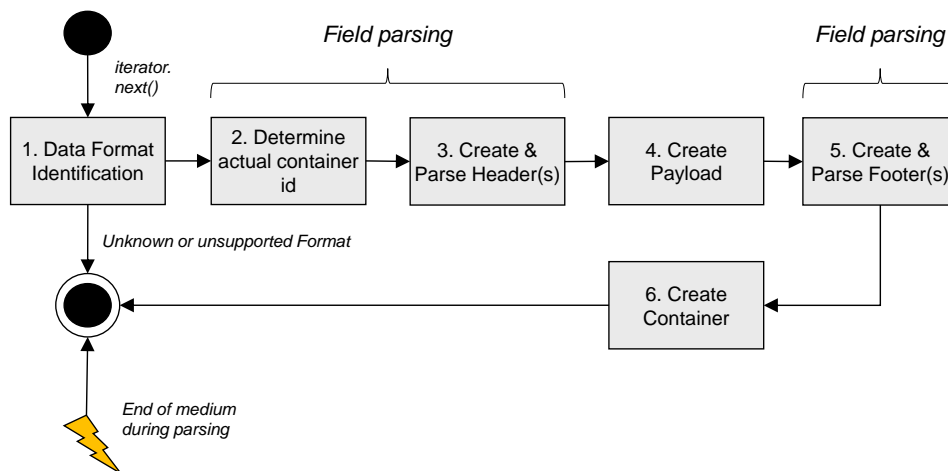 Field parsing
Field parsing
iterator.
next()
1. Data Format
Identification
2. Determine
actual container
id
3. Create &
Parse Header(s)
4. Create
Payload
5. Create &
Parse Footer(s)
Unknown or unsupported Format
6. Create
Container
End of medium
during parsing